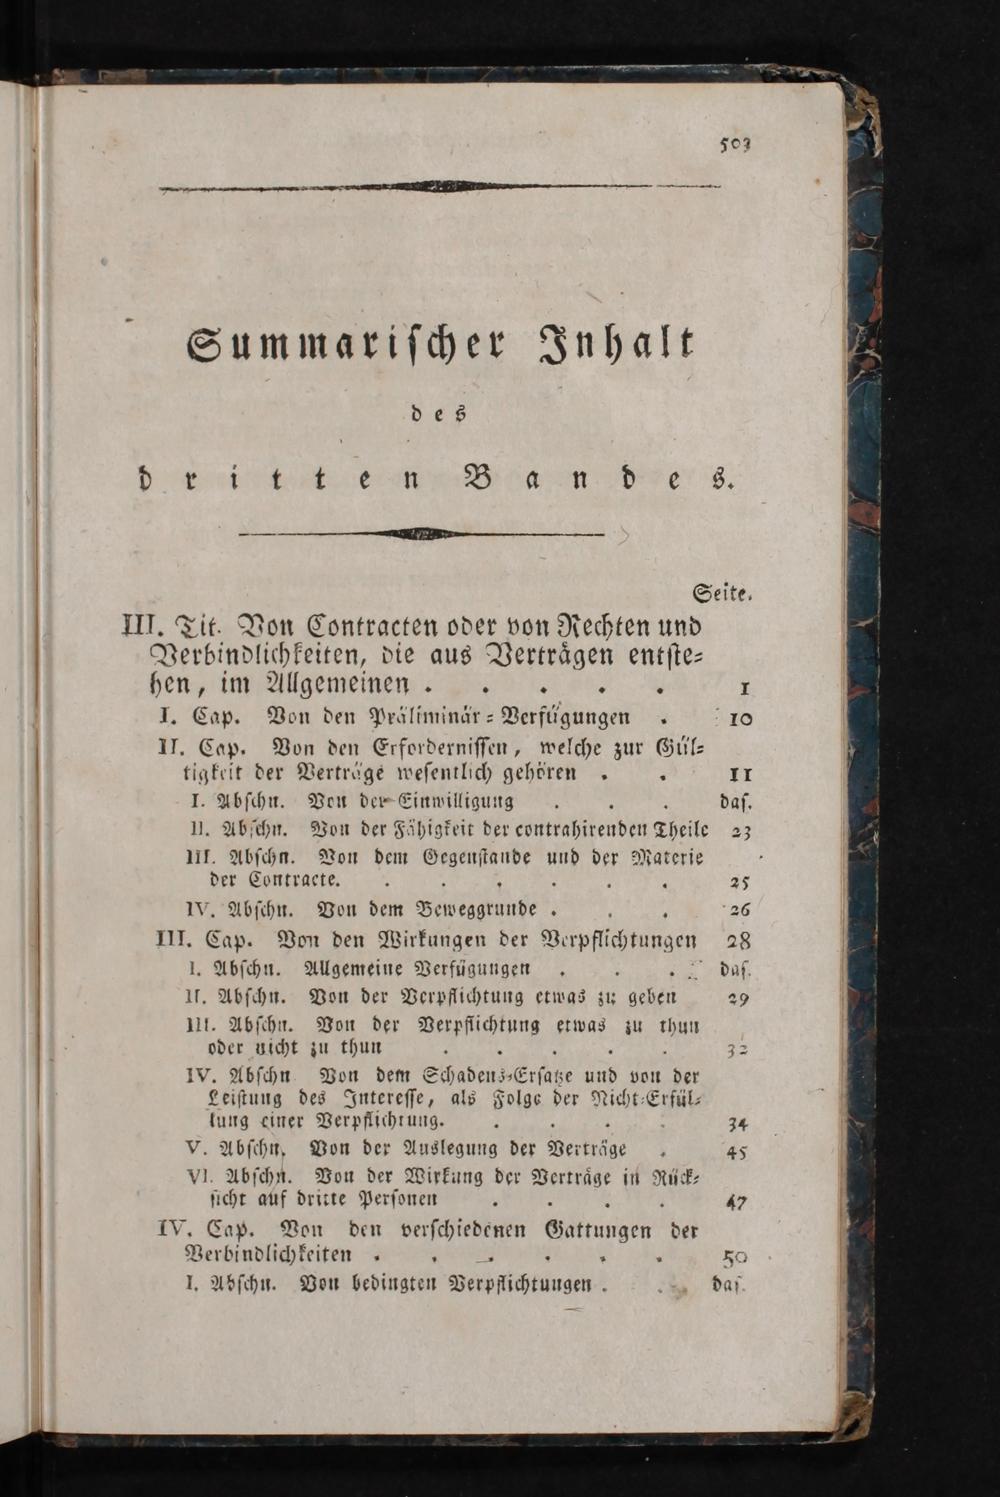 503
Summarischer Inhalt
des
dritten Bandes.
Seite.
III. Tit. Von Contracten oder von Rechten und
Verbindlichkeiten, die aus Verträgen entste-
hen, im Allgemeinen . . . . . 1
I. Cap. Von den Präliminär-Verfügungen . 10
II. Cap. Von den Erfordernissen, welche zur Gül-
tigkeit der Verträge wesentlich gehören . . 11
I. Abschn. Von der Einwilligung . . . das.
II. Abschn. Von der Fähigkeit der contrahirenden Theile 23
III. Abschn. Von dem Gegenstande und der Materie
der Contracte. . . . . . . 25
IV. Abschn. Von dem Beweggrunde . . . 26
III. Cap. Von den Wirkungen der Verpflichtungen 28
I. Abschn. Allgemeine Verfügungen . . . das.
II. Abschn. Von der Verpflichtung etwas zu geben 29
III. Abschn. Von der Verpflichtung etwas zu thun
oder nicht zu thun . . . . . 32
IV. Abschn Von dem Schadens-Ersatze und von der
Leistung des Interesse, als Folge der Nicht-Erfül-
lung einer Verpflichtung. . . . . 34
V. Abschn. Von der Auslegung der Verträge . 45
VI. Abschn. Von der Wirkung der Verträge in Rück-
sicht auf dritte Personen . . . . 47
IV. Cap. Von den verschiedenen Gattungen der
Verbindlichkeiten . . . . . . 50
I. Abschn. Von bedingten Verpflichtungen . . das.